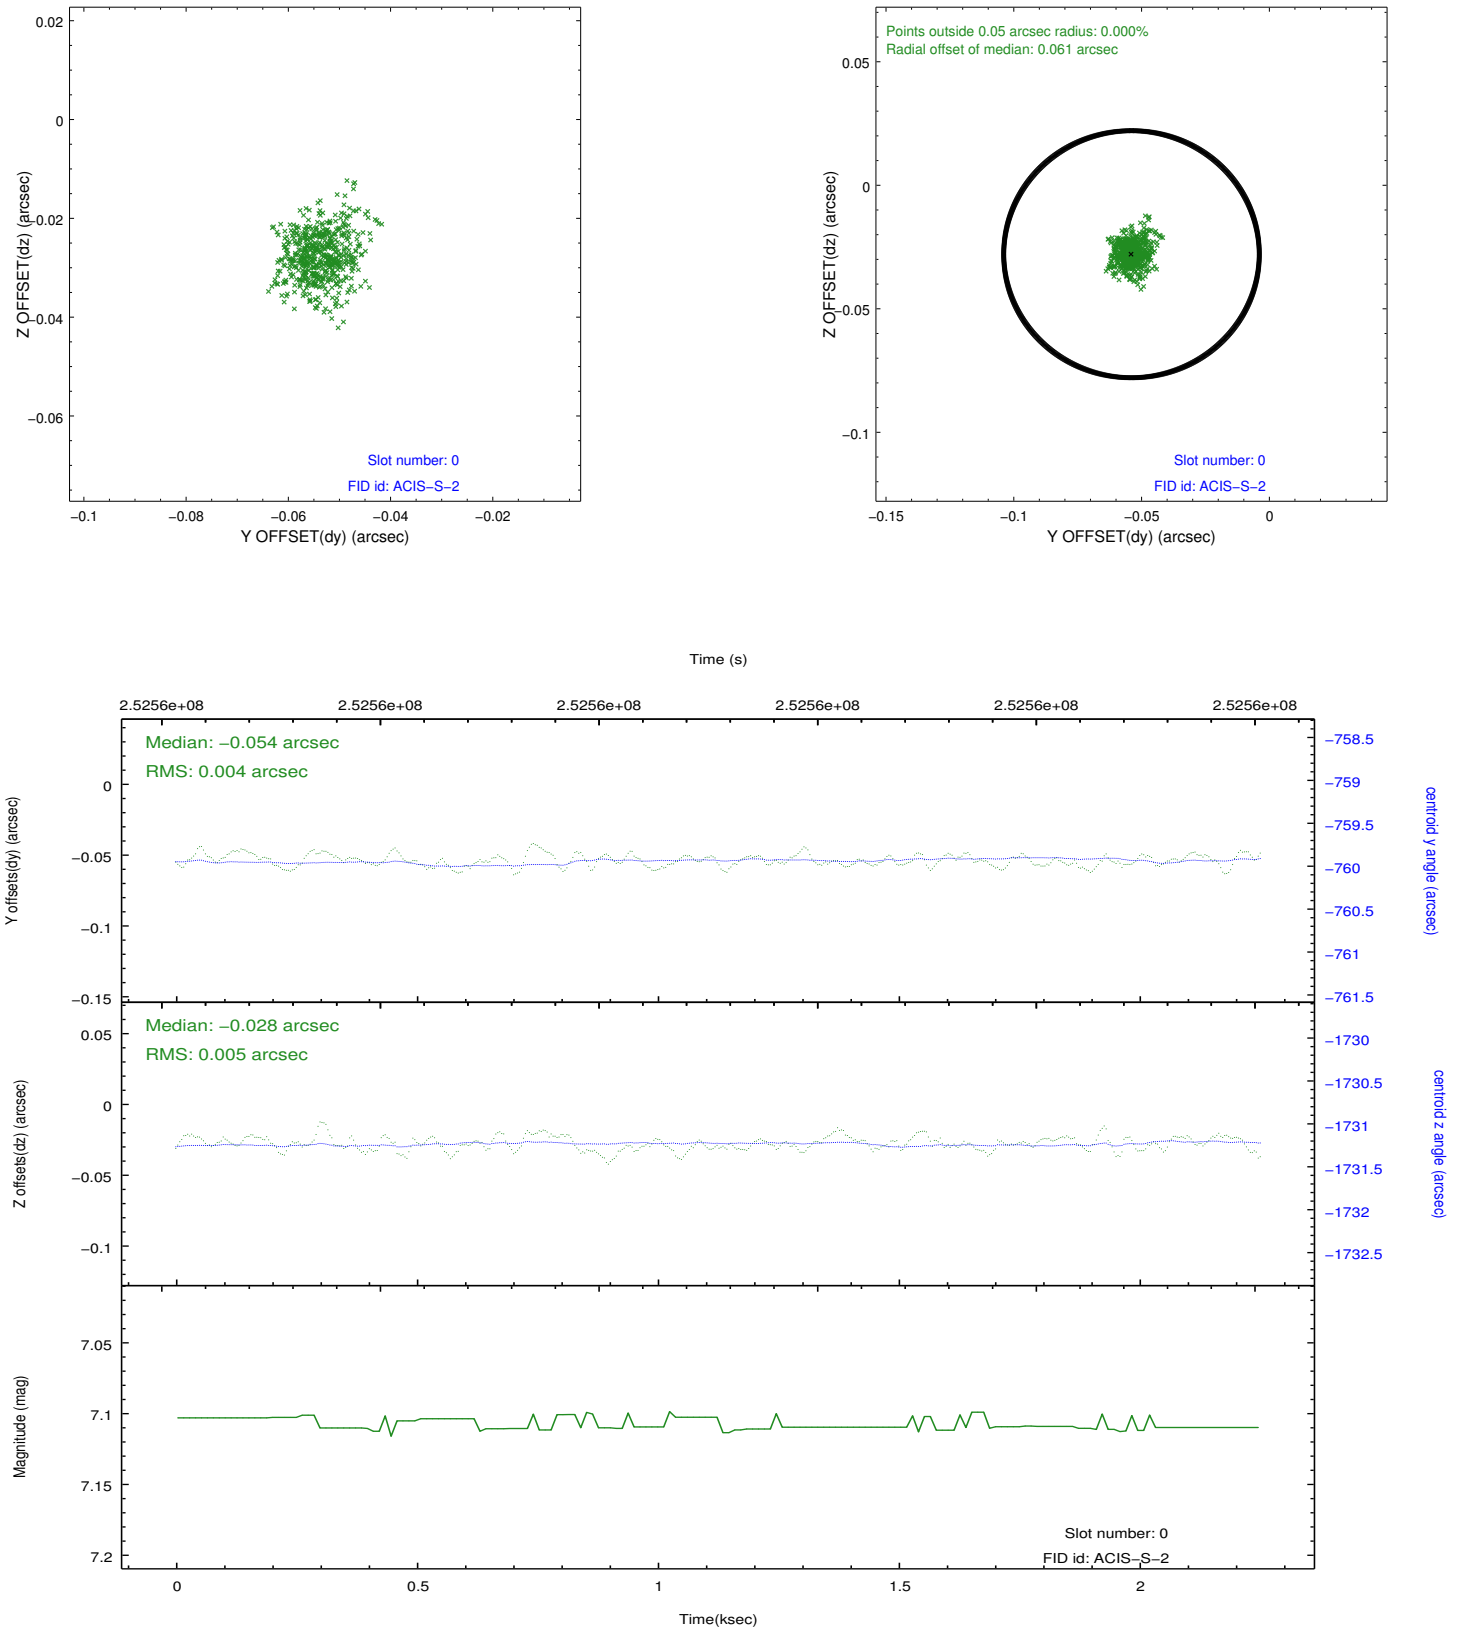 0.02
0
−0.02
−0.04
−0.06
Z OFFSET(dz) (arcsec)
Slot number: 0
FID id: ACIS−S−2
−0.1
−0.08
−0.06
−0.04
−0.02
Y OFFSET(dy) (arcsec)
Points outside 0.05 arcsec radius: 0.000%
Radial offset of median: 0.061 arcsec
0.05
0
−0.05
−0.1
Z OFFSET(dz) (arcsec)
Slot number: 0
FID id: ACIS−S−2
−0.15
−0.1
−0.05
0
Y OFFSET(dy) (arcsec)
Time (s)
2.5256e+08 2.5256e+08 2.5256e+08 2.5256e+08 2.5256e+08 2.5256e+08
Median: −0.054 arcsec
RMS: 0.004 arcsec
0
−0.05
−0.1
−0.15
Y offsets(dy) (arcsec)
−758.5
−759
−759.5
−760
−760.5
−761
−761.5
centroid y angle (arcsec)
Median: −0.028 arcsec
RMS: 0.005 arcsec
0.05
0
−0.05
−0.1
Z offsets(dz) (arcsec)
−1730
−1730.5
−1731
−1731.5
−1732
−1732.5
centroid z angle (arcsec)
7.05
7.1
7.15
7.2
Magnitude (mag)
Slot number: 0
FID id: ACIS−S−2
0
0.5
1
1.5
2
Time(ksec)